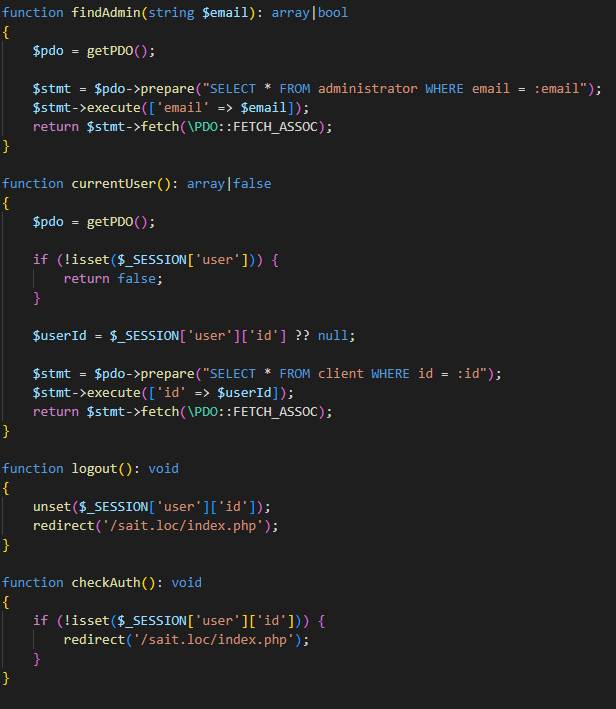 function findAdmin(string $email): array|bool
{
    $pdo = getPDO();

    $stmt = $pdo->prepare("SELECT * FROM administrator WHERE email = :email");
    $stmt->execute(['email' => $email]);
    return $stmt->fetch(\PDO::FETCH_ASSOC);
}

function currentUser(): array|false
{
    $pdo = getPDO();

    if (!isset($_SESSION['user'])) {
        return false;
    }

    $userId = $_SESSION['user']['id'] ?? null;

    $stmt = $pdo->prepare("SELECT * FROM client WHERE id = :id");
    $stmt->execute(['id' => $userId]);
    return $stmt->fetch(\PDO::FETCH_ASSOC);
}

function logout(): void
{
    unset($_SESSION['user']['id']);
    redirect('/sait.loc/index.php');
}

function checkAuth(): void
{
    if (!isset($_SESSION['user']['id'])) {
        redirect('/sait.loc/index.php');
    }
}